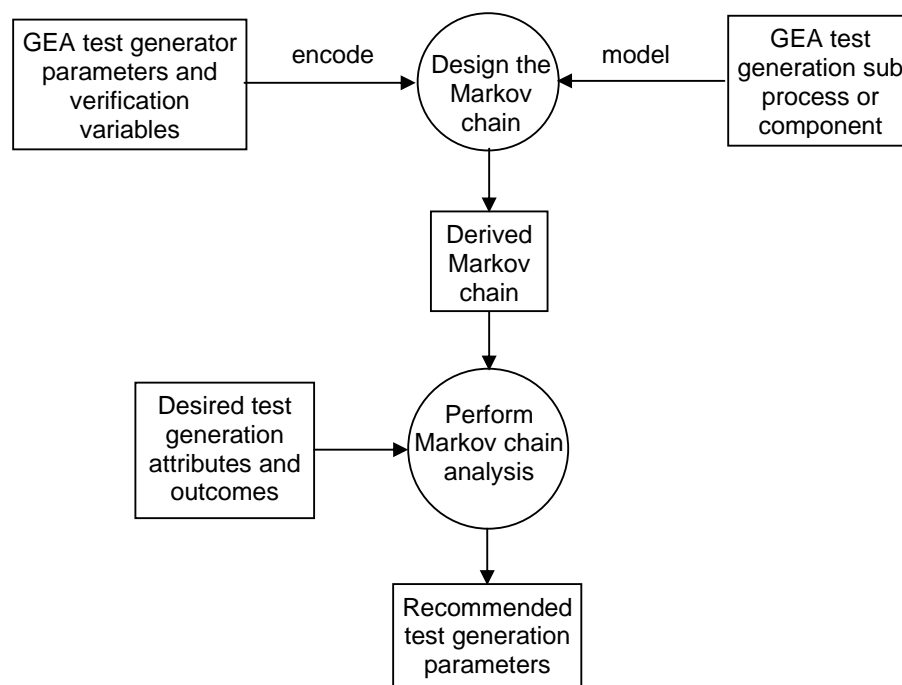 GEA test generator
parameters and
verification
variables
encode
Design the
Markov
chain
model
GEA test
generation sub
process or
component
Derived
Markov
chain
Desired test
generation
attributes and
outcomes
Perform
Markov chain
analysis
Recommended
test generation
parameters